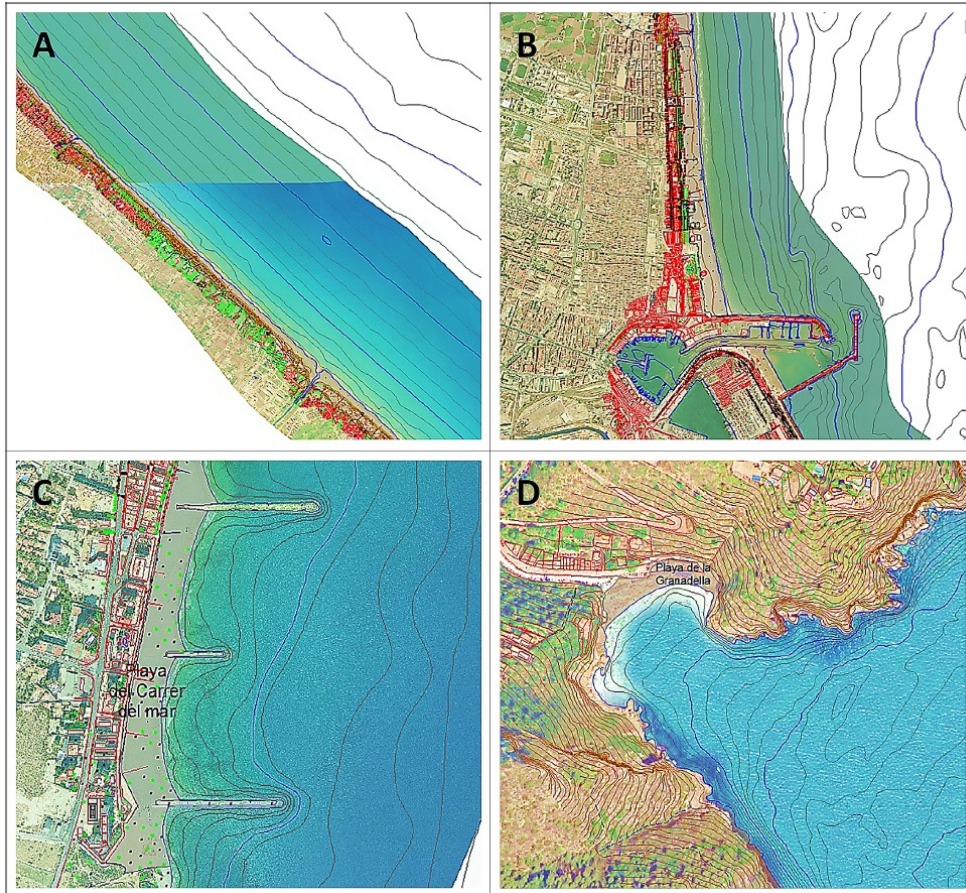 A
B
C
Playa
del Carrer
del mar
D
Playa de la
Granadella